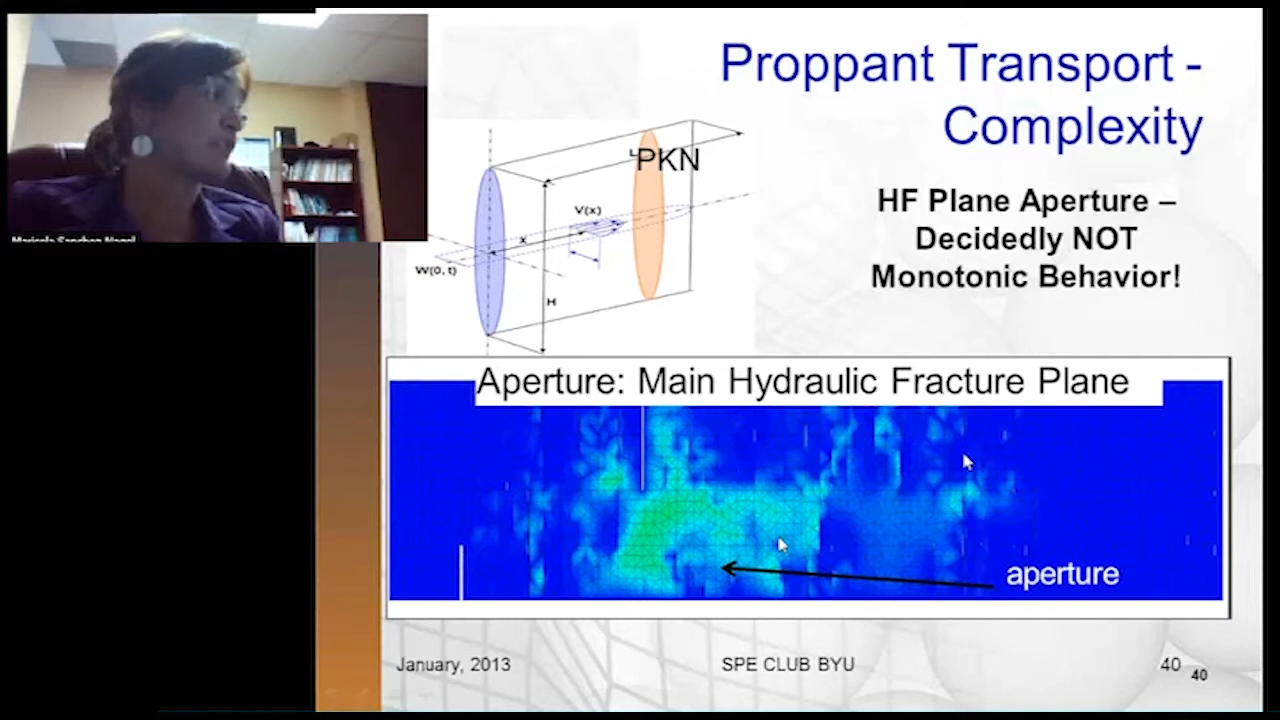 Proppant Transport -
Complexity
PKN
L
V(x)
X
W(0, t)
H
HF Plane Aperture –
Decidedly NOT
Monotonic Behavior!
Aperture: Main Hydraulic Fracture Plane
aperture
January, 2013
SPE CLUB BYU
40
40